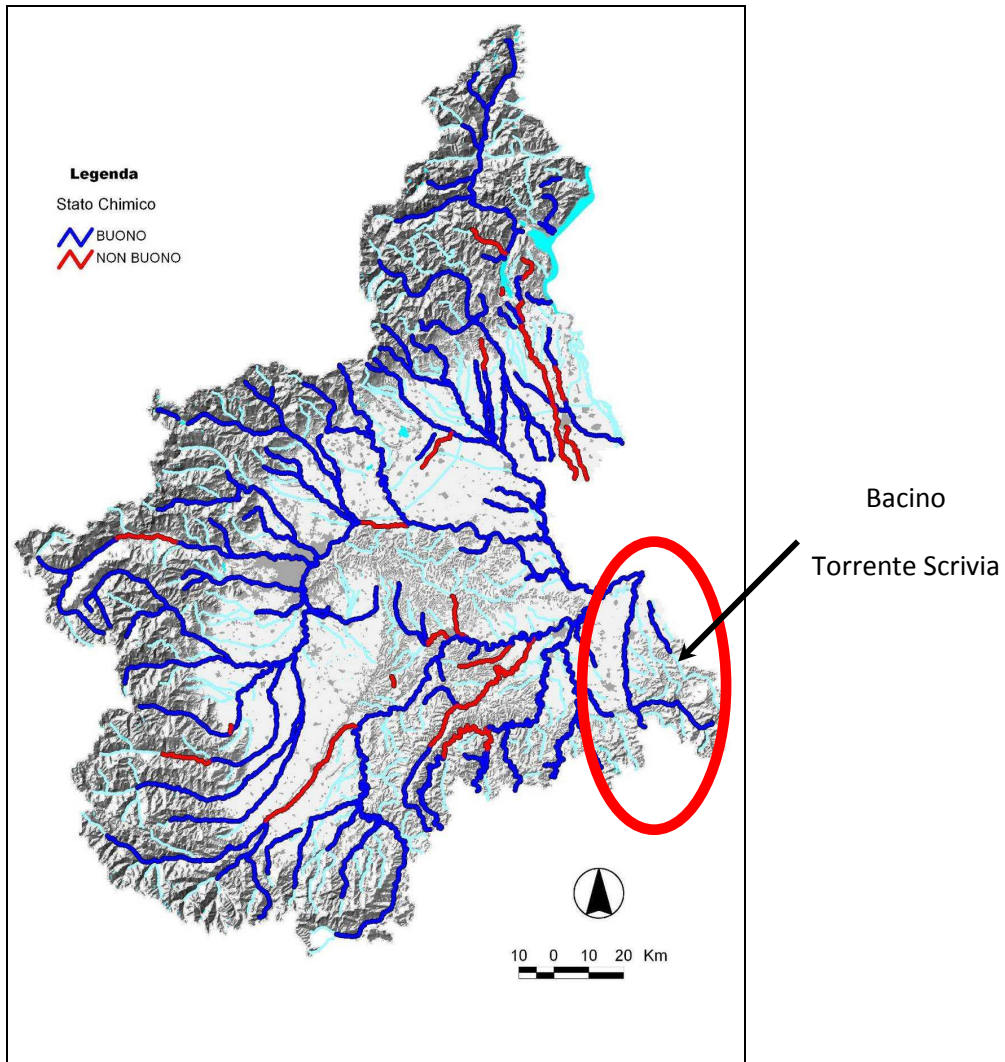 Legenda
Stato Chimico
BUONO
NON BUONO
Bacino
Torrente Scrivia
10 0 10 20 Km